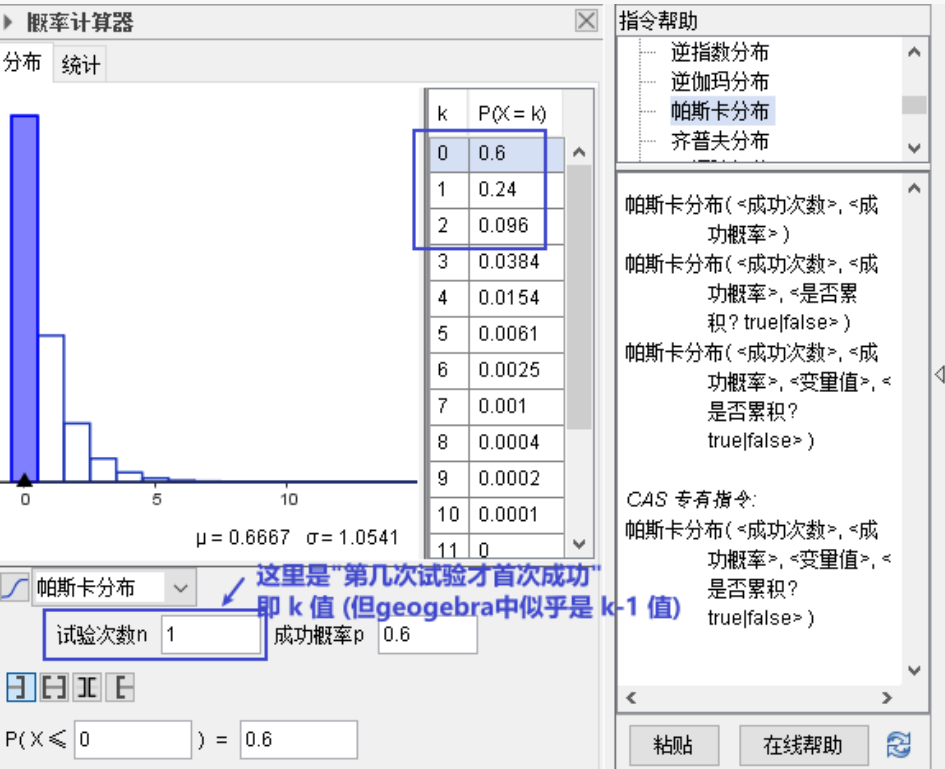 概率计算器
分布 统计
k P(X = k)
0 0.6
1 0.24
2 0.096
3 0.0384
4 0.0154
5 0.0061
6 0.0025
7 0.001
8 0.0004
9 0.0002
10 0.0001
11 0
0 5 10
μ = 0.6667 σ = 1.0541
这里是"第几次试验才首次成功"
即 k 值 (但geogebra中似乎是 k-1 值)
帕斯卡分布
试验次数n 1 成功概率p 0.6
P( X ≤ 0 ) = 0.6
指令帮助
逆指数分布
逆伽玛分布
帕斯卡分布
齐普夫分布
帕斯卡分布( <成功次数>, <成
功概率> )
帕斯卡分布( <成功次数>, <成
功概率>, <是否累
积? true|false> )
帕斯卡分布( <成功次数>, <成
功概率>, <变量值>, <
是否累积?
true|false> )
CAS 专有指令:
帕斯卡分布( <成功次数>, <成
功概率>, <变量值>, <
是否累积?
true|false> )
粘贴 在线帮助